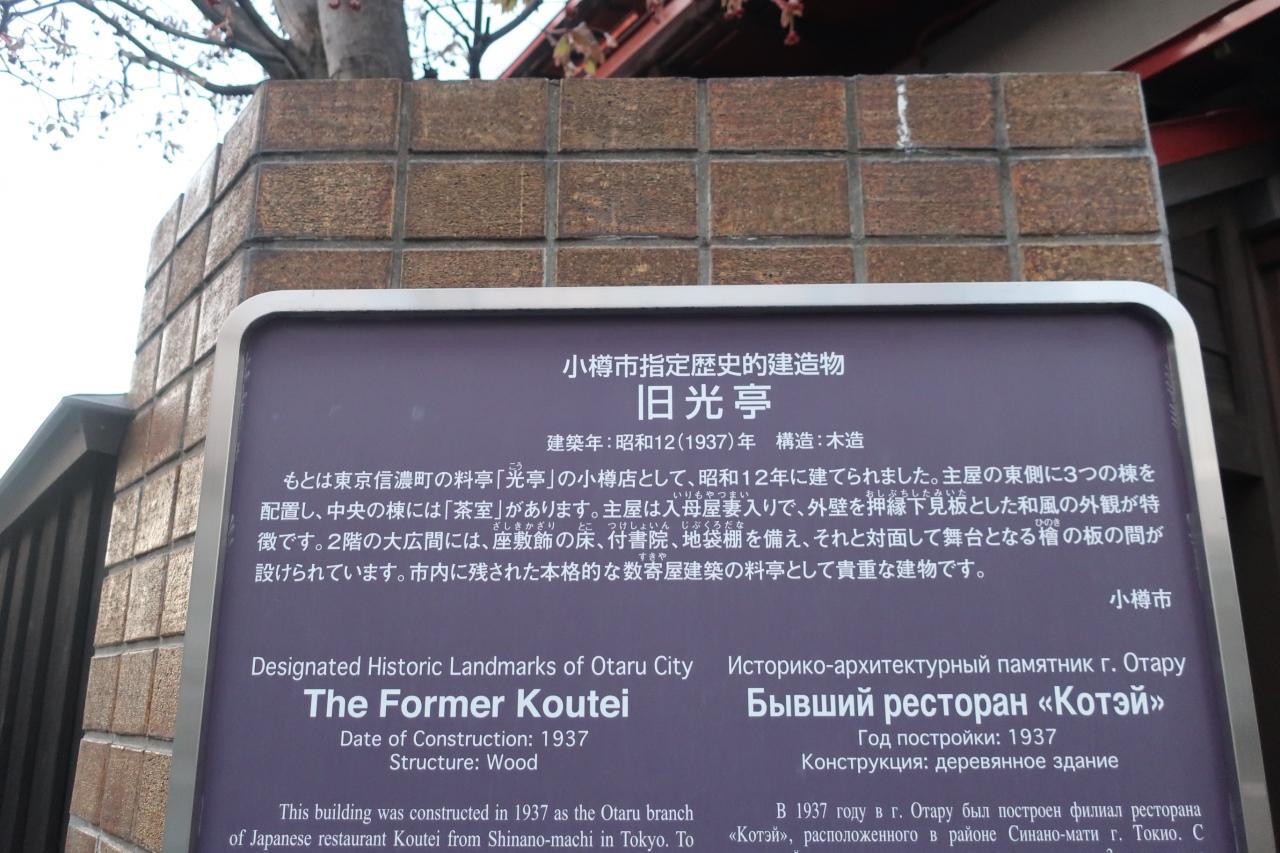 小樽市指定歴史的建造物
旧光亭
建築年：昭和12（1937）年　構造：木造
もとは東京信濃町の料亭「光亭」の小樽店として、昭和12年に建てられました。主屋の東側に3つの棟を
配置し、中央の棟には「茶室」があります。主屋は入母屋妻入りで、外壁を押縁下見板とした和風の外観が特
徴です。2階の大広間には、座敷飾の床、付書院、地袋棚を備え、それと対面して舞台となる檜の板の間が
設けられています。市内に残された本格的な数寄屋建築の料亭として貴重な建物です。
小樽市
Designated Historic Landmarks of Otaru City
The Former Koutei
Date of Construction: 1937
Structure: Wood
This building was constructed in 1937 as the Otaru branch
of Japanese restaurant Koutei from Shinano-machi in Tokyo. To
Историко-архитектурный памятник г. Отару
Бывший ресторан «Котэй»
Год постройки: 1937
Конструкция: деревянное здание
В 1937 году в г. Отару был построен филиал ресторана
«Котэй», расположенного в районе Синано-мати г. Токио. С